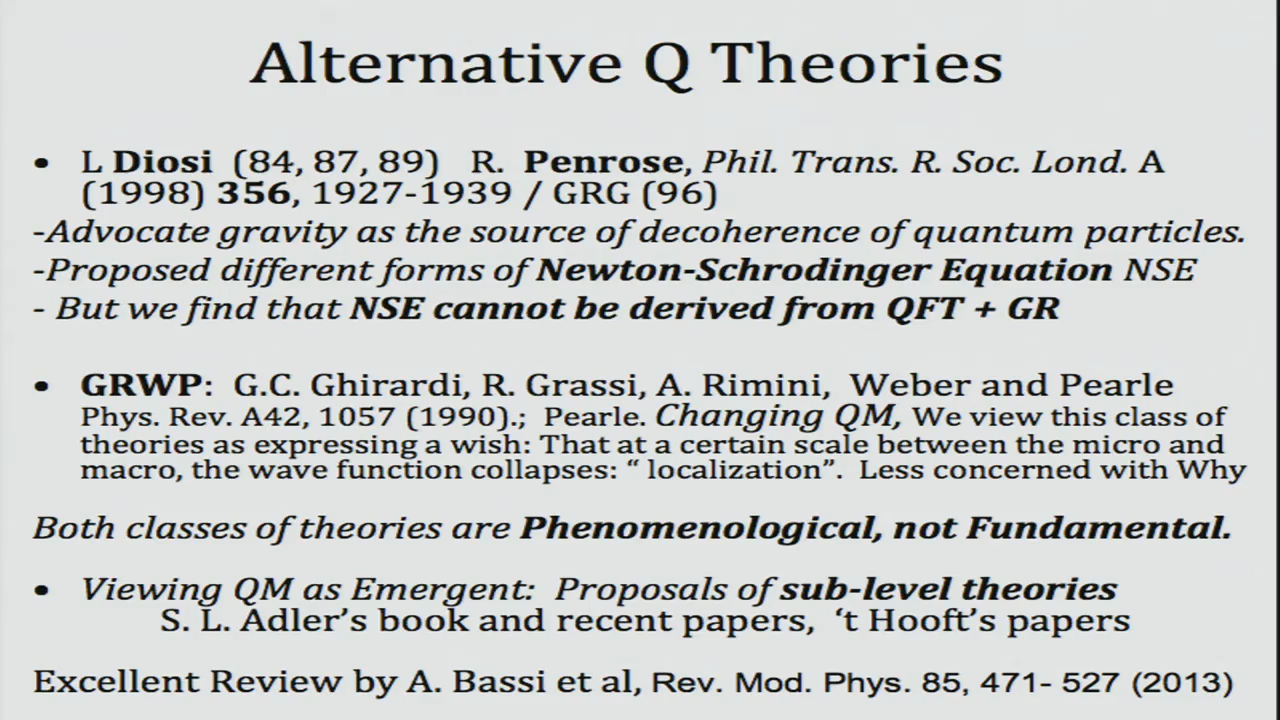 Alternative Q Theories
• L Diosi (84, 87, 89) R. Penrose, Phil. Trans. R. Soc. Lond. A
(1998) 356, 1927-1939 / GRG (96)
-Advocate gravity as the source of decoherence of quantum particles.
-Proposed different forms of Newton-Schrodinger Equation NSE
- But we find that NSE cannot be derived from QFT + GR
• GRWP: G.C. Ghirardi, R. Grassi, A. Rimini, Weber and Pearle
Phys. Rev. A42, 1057 (1990).; Pearle. Changing QM, We view this class of
theories as expressing a wish: That at a certain scale between the micro and
macro, the wave function collapses: “ localization”. Less concerned with Why
Both classes of theories are Phenomenological, not Fundamental.
• Viewing QM as Emergent: Proposals of sub-level theories
S. L. Adler’s book and recent papers, ‘t Hooft’s papers
Excellent Review by A. Bassi et al, Rev. Mod. Phys. 85, 471- 527 (2013)